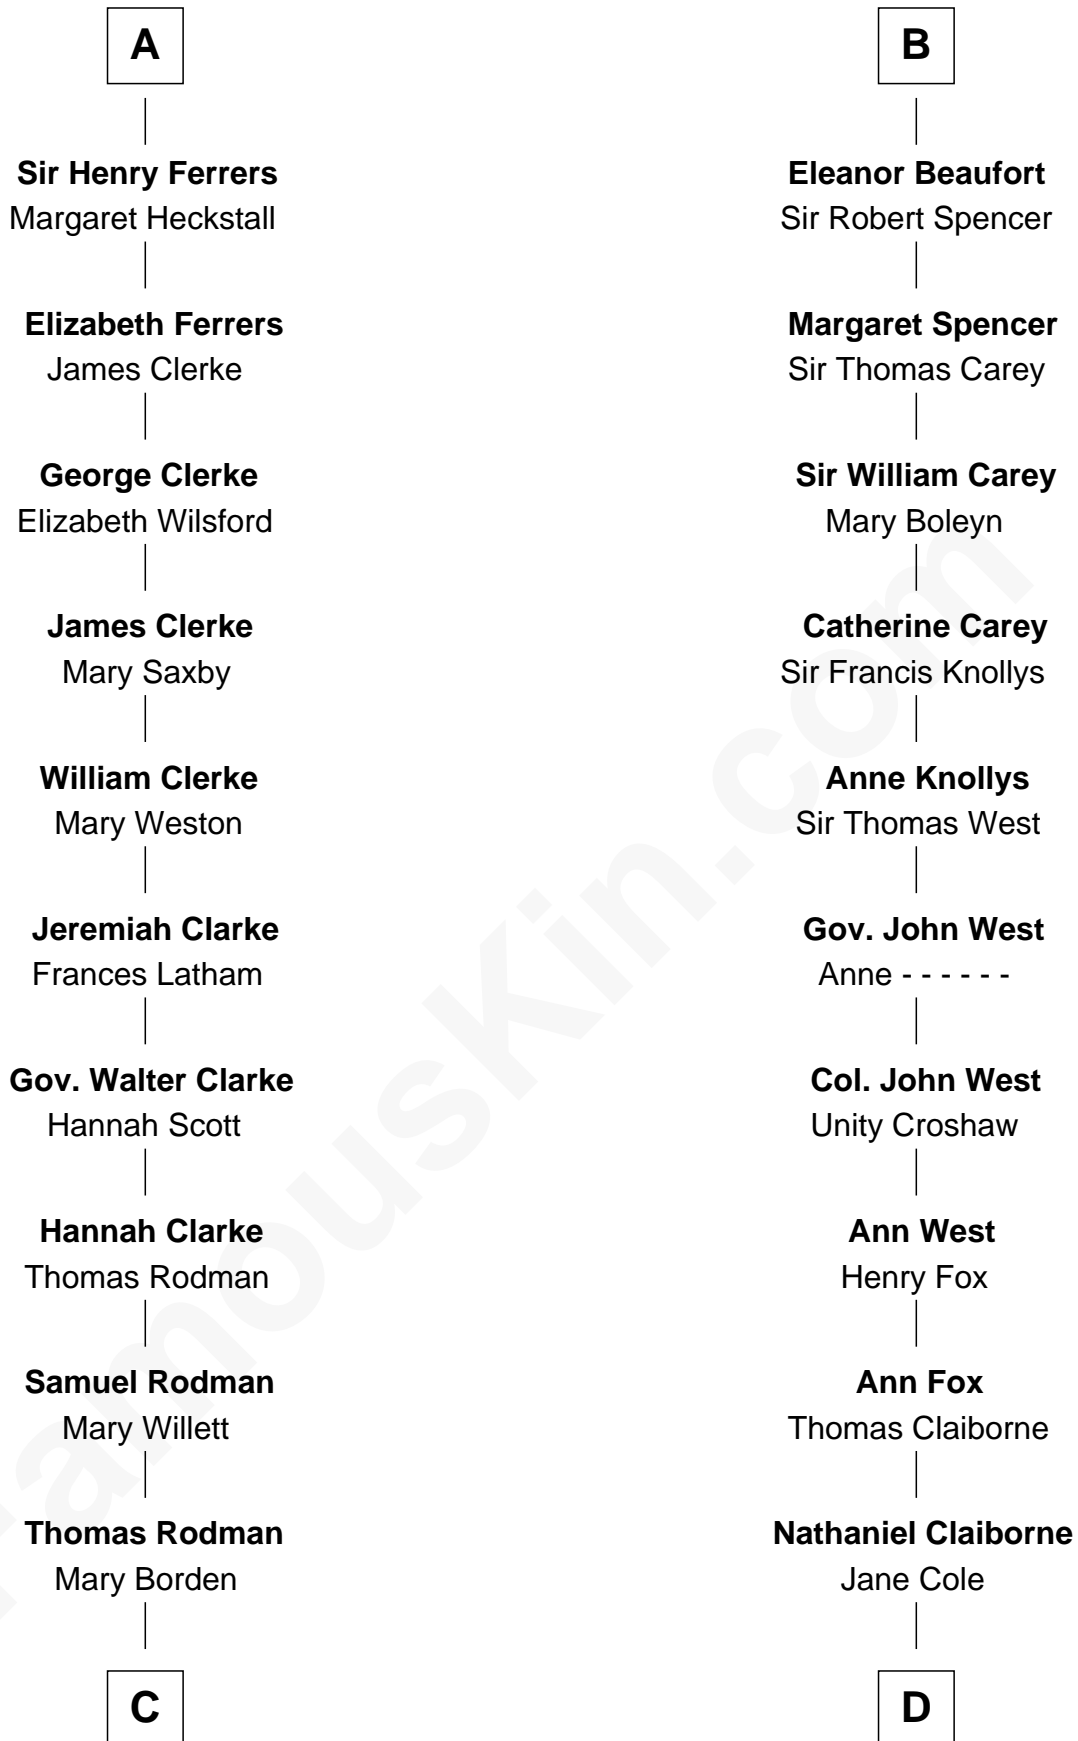 A
Sir Henry Ferrers
Margaret Heckstall
Elizabeth Ferrers
James Clerke
George Clerke
Elizabeth Wilsford
James Clerke
Mary Saxby
William Clerke
Mary Weston
Jeremiah Clarke
Frances Latham
Gov. Walter Clarke
Hannah Scott
Hannah Clarke
Thomas Rodman
Samuel Rodman
Mary Willett
Thomas Rodman
Mary Borden
C
B
Eleanor Beaufort
Sir Robert Spencer
Margaret Spencer
Sir Thomas Carey
Sir William Carey
Mary Boleyn
Catherine Carey
Sir Francis Knollys
Anne Knollys
Sir Thomas West
Gov. John West
Anne - - - - - -
Col. John West
Unity Croshaw
Ann West
Henry Fox
Ann Fox
Thomas Claiborne
Nathaniel Claiborne
Jane Cole
D
FamousKin.com